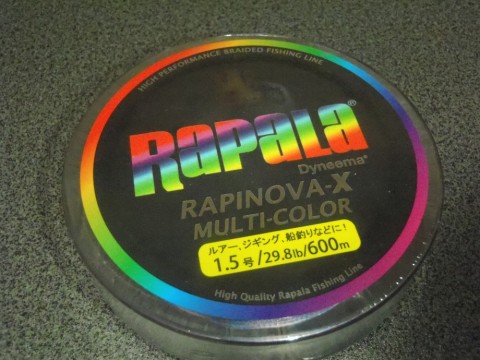 HIGH PERFORMANCE BRAIDED FISHING LINE
Rapala®
Dyneema®
RAPINOVA-X
MULTI-COLOR
ルアー、ジギング、船釣りなどに!
1.5号/29.8lb/600m
High Quality Rapala Fishing Line